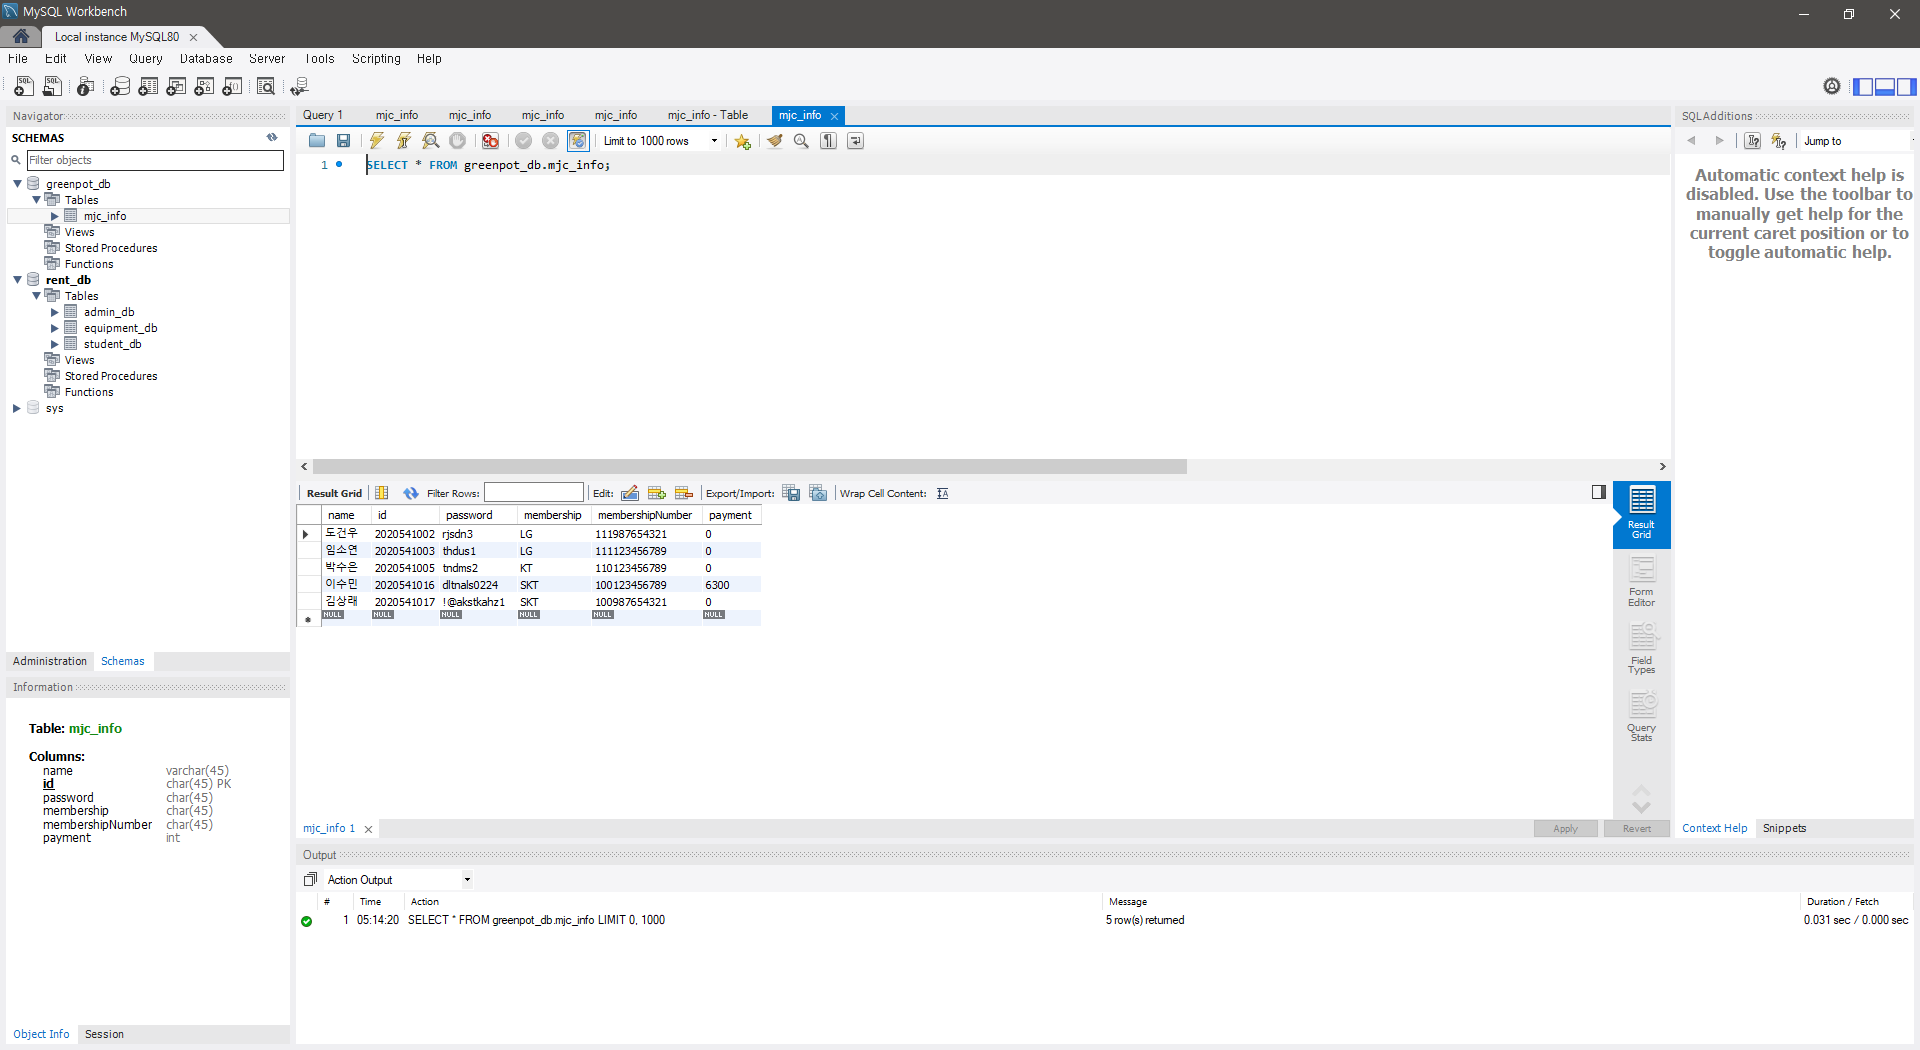 MySQL Workbench
Local instance MySQL80
File Edit View Query Database Server Tools Scripting Help
Navigator
SCHEMAS
Filter objects
greenpot_db
Tables
mjc_info
Views
Stored Procedures
Functions
rent_db
Tables
admin_db
equipment_db
student_db
Views
Stored Procedures
Functions
sys
Administration Schemas
Information
Table: mjc_info
Columns:
name varchar(45)
id char(45) PK
password char(45)
membership char(45)
membershipNumber char(45)
payment int
Object Info Session
Query 1 mjc_info mjc_info mjc_info mjc_info mjc_info - Table mjc_info
Limit to 1000 rows
1 SELECT * FROM greenpot_db.mjc_info;
Result Grid Filter Rows: Edit: Export/Import: Wrap Cell Content:
name id password membership membershipNumber payment
도건우 2020541002 rjsdn3 LG 111987654321 0
임소연 2020541003 thdus1 LG 111123456789 0
박수은 2020541005 tndms2 KT 110123456789 0
이수민 2020541016 dltnals0224 SKT 100123456789 6300
김상래 2020541017 !@akstkahz1 SKT 100987654321 0
NULL NULL NULL NULL NULL NULL
Result
Grid
Form
Editor
Field
Types
Query
Stats
mjc_info 1
Apply Revert
Output
Action Output
# Time Action Message Duration / Fetch
1 05:14:20 SELECT * FROM greenpot_db.mjc_info LIMIT 0, 1000 5 row(s) returned 0.031 sec / 0.000 sec
SQLAdditions
Jump to
Automatic context help is
disabled. Use the toolbar to
manually get help for the
current caret position or to
toggle automatic help.
Context Help Snippets